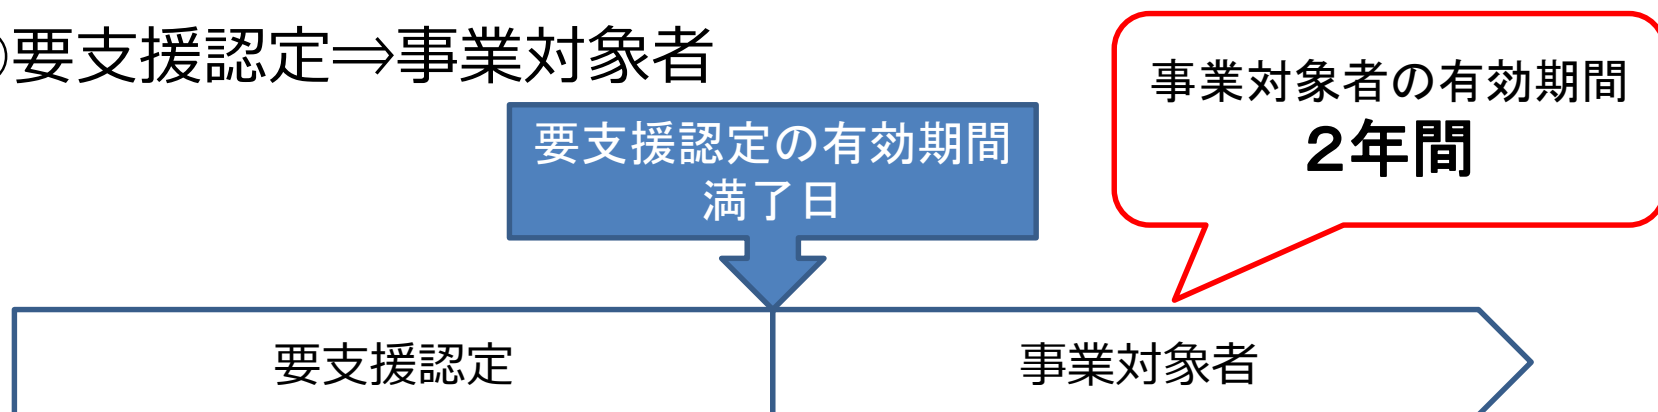 要支援認定⇒事業対象者
事業対象者の有効期間
２年間
要支援認定の有効期間
満了日
要支援認定
事業対象者